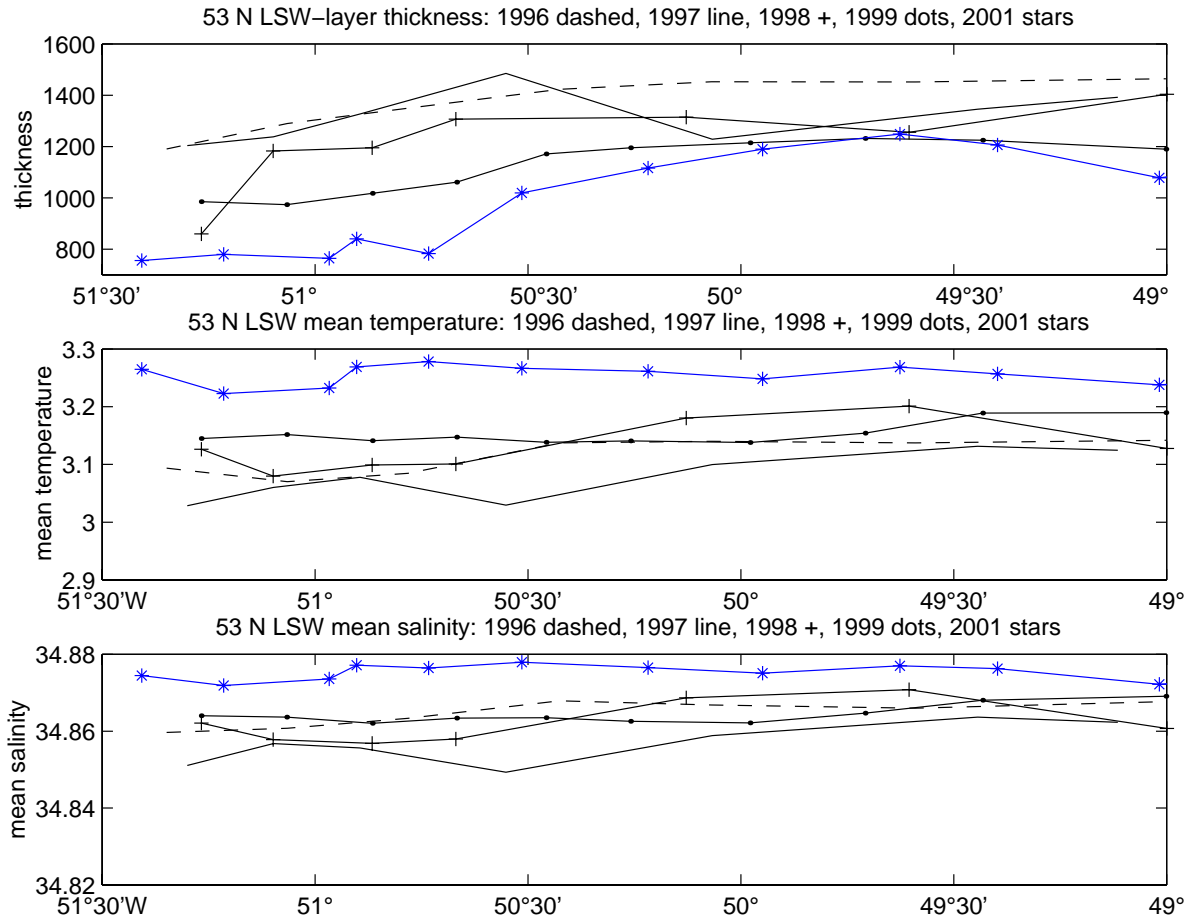 53 N LSW−layer thickness: 1996 dashed, 1997 line, 1998 +, 1999 dots, 2001 stars
thickness
1600
1400
1200
1000
800
51°30' 51° 50°30' 50° 49°30' 49°
53 N LSW mean temperature: 1996 dashed, 1997 line, 1998 +, 1999 dots, 2001 stars
mean temperature
3.3
3.2
3.1
3
2.9
51°30'W 51° 50°30' 50° 49°30' 49°
53 N LSW mean salinity: 1996 dashed, 1997 line, 1998 +, 1999 dots, 2001 stars
mean salinity
34.88
34.86
34.84
34.82
51°30'W 51° 50°30' 50° 49°30' 49°